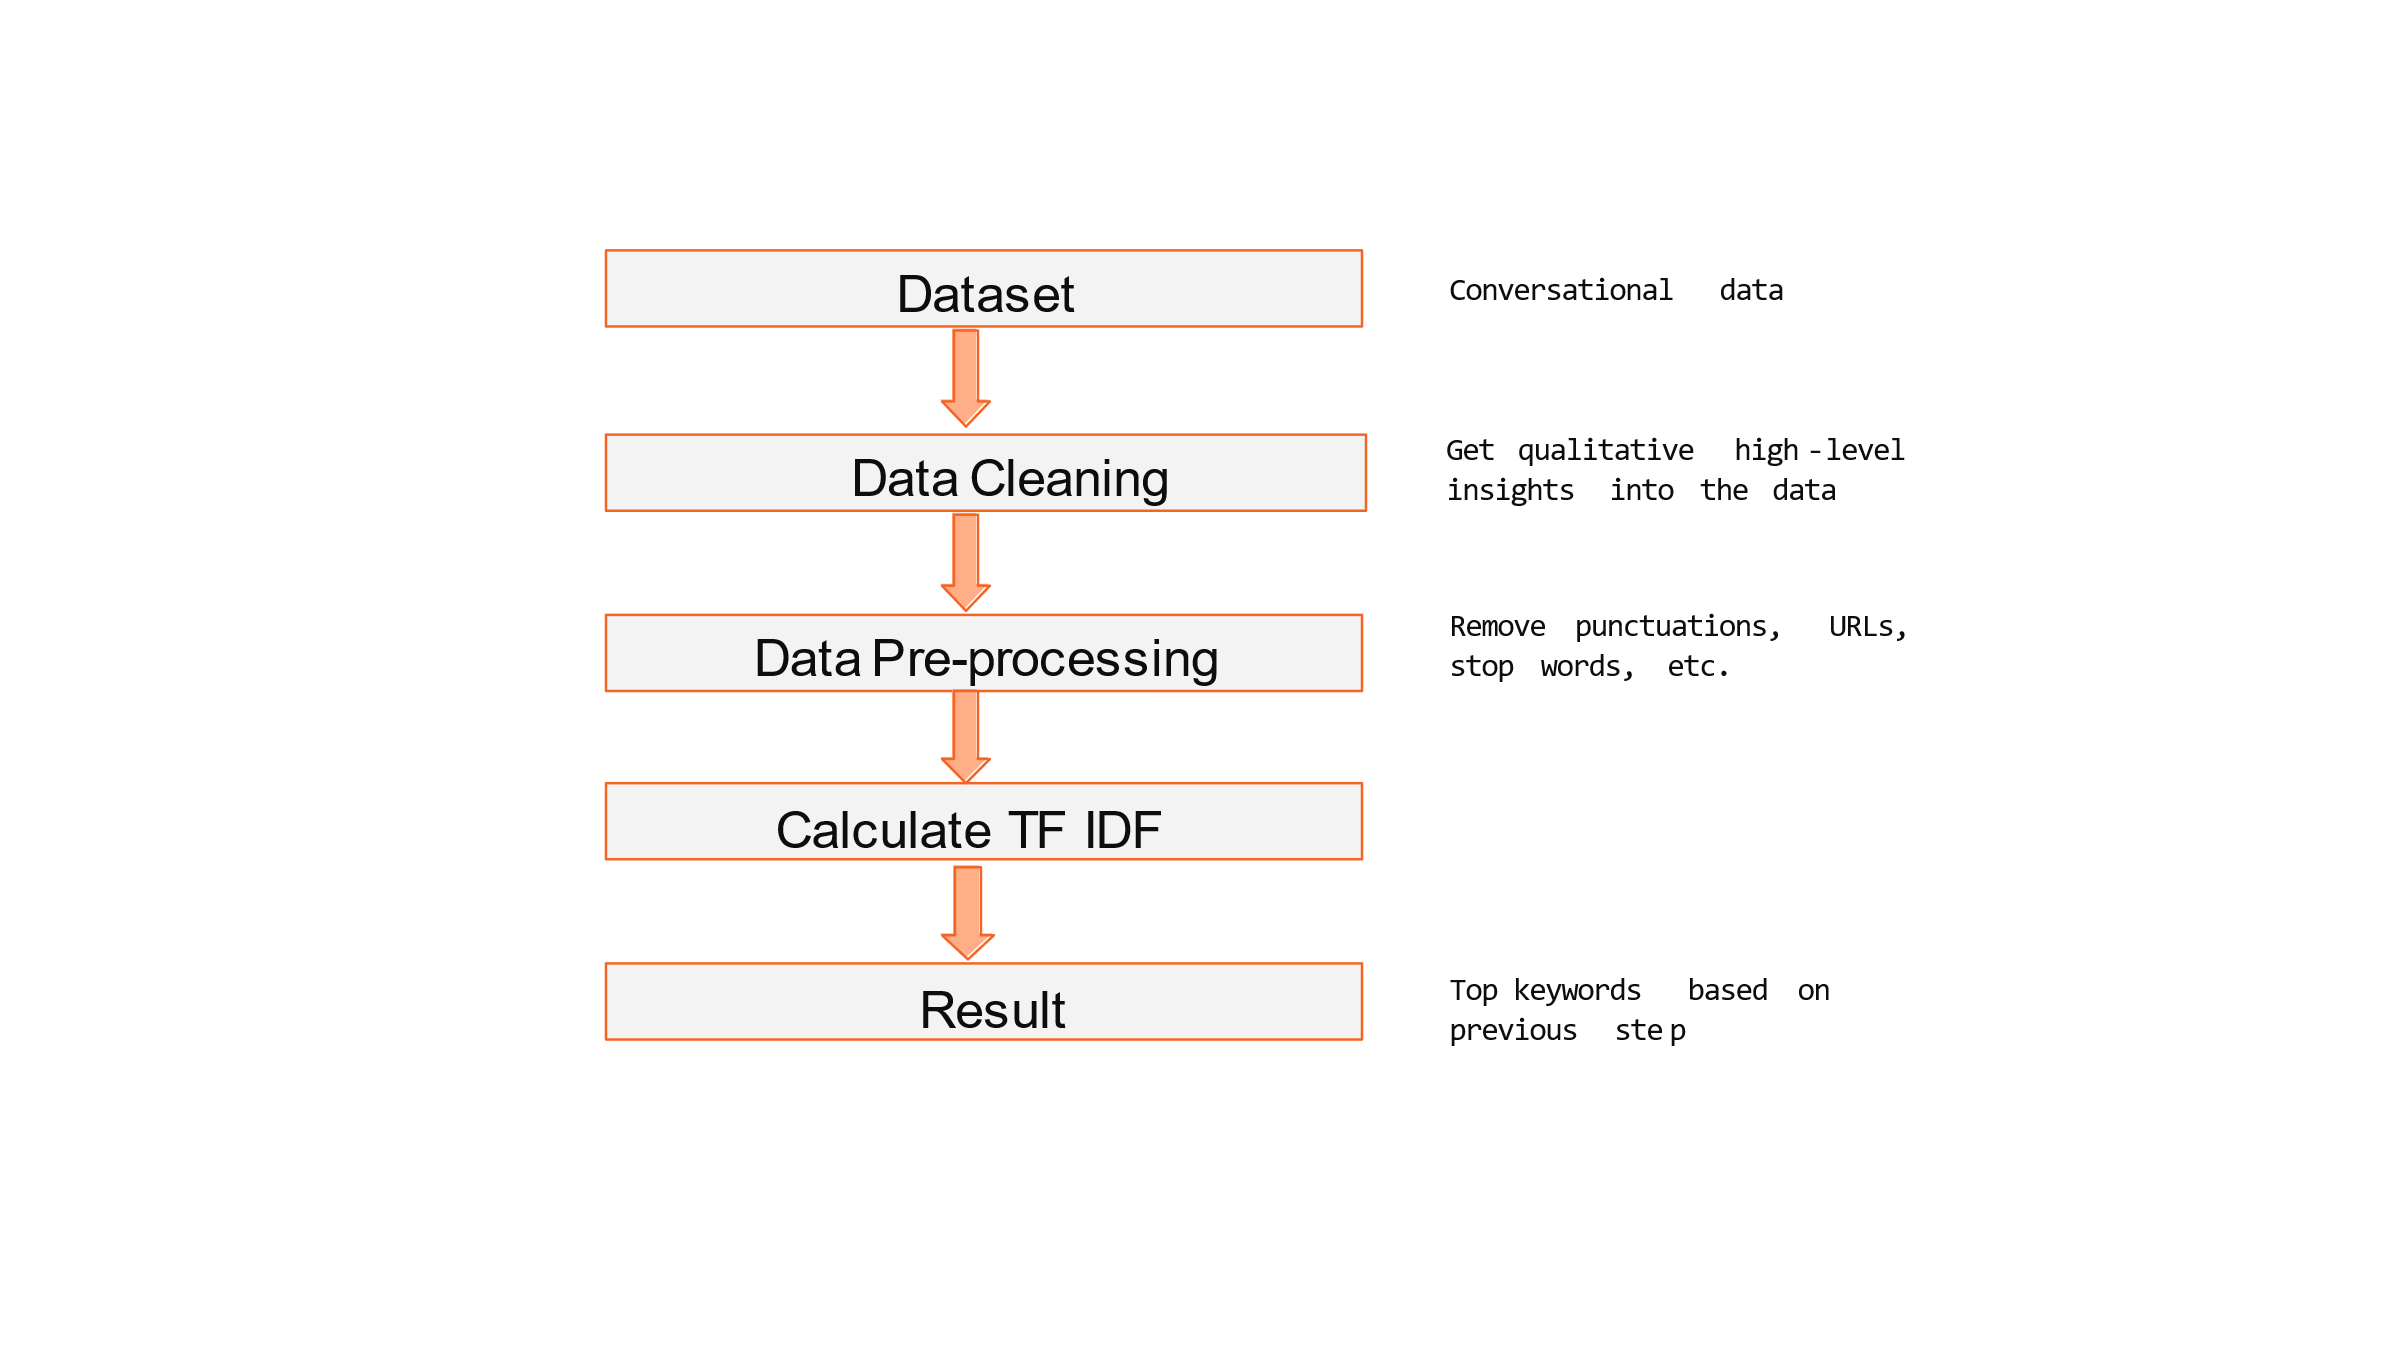 Dataset
Conversational data
Data Cleaning
Get qualitative high-level
insights into the data
Data Pre-processing
Remove punctuations, URLs,
stop words, etc.
Calculate TF IDF
Result
Top keywords based on
previous step